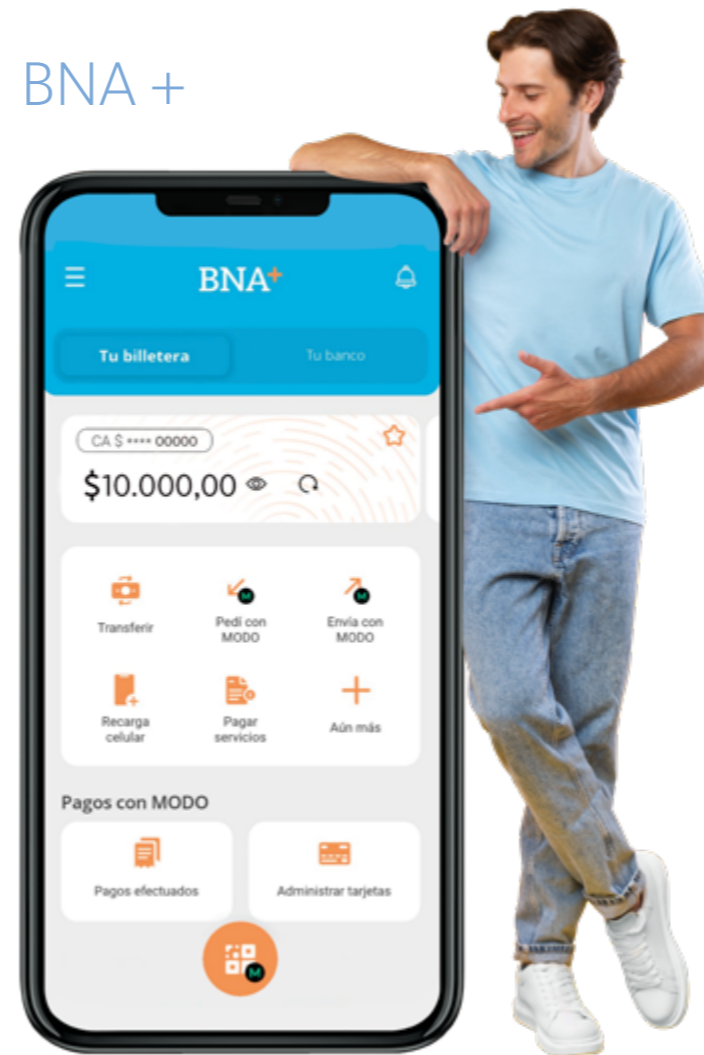 BNA +
BNA+
Tu billetera
Tu banco
CA $ •••• 00000
$10.000,00
Transferir
Pedí con
MODO
Envía con
MODO
Recarga
celular
Pagar
servicios
Aún más
Pagos con MODO
Pagos efectuados
Administrar tarjetas